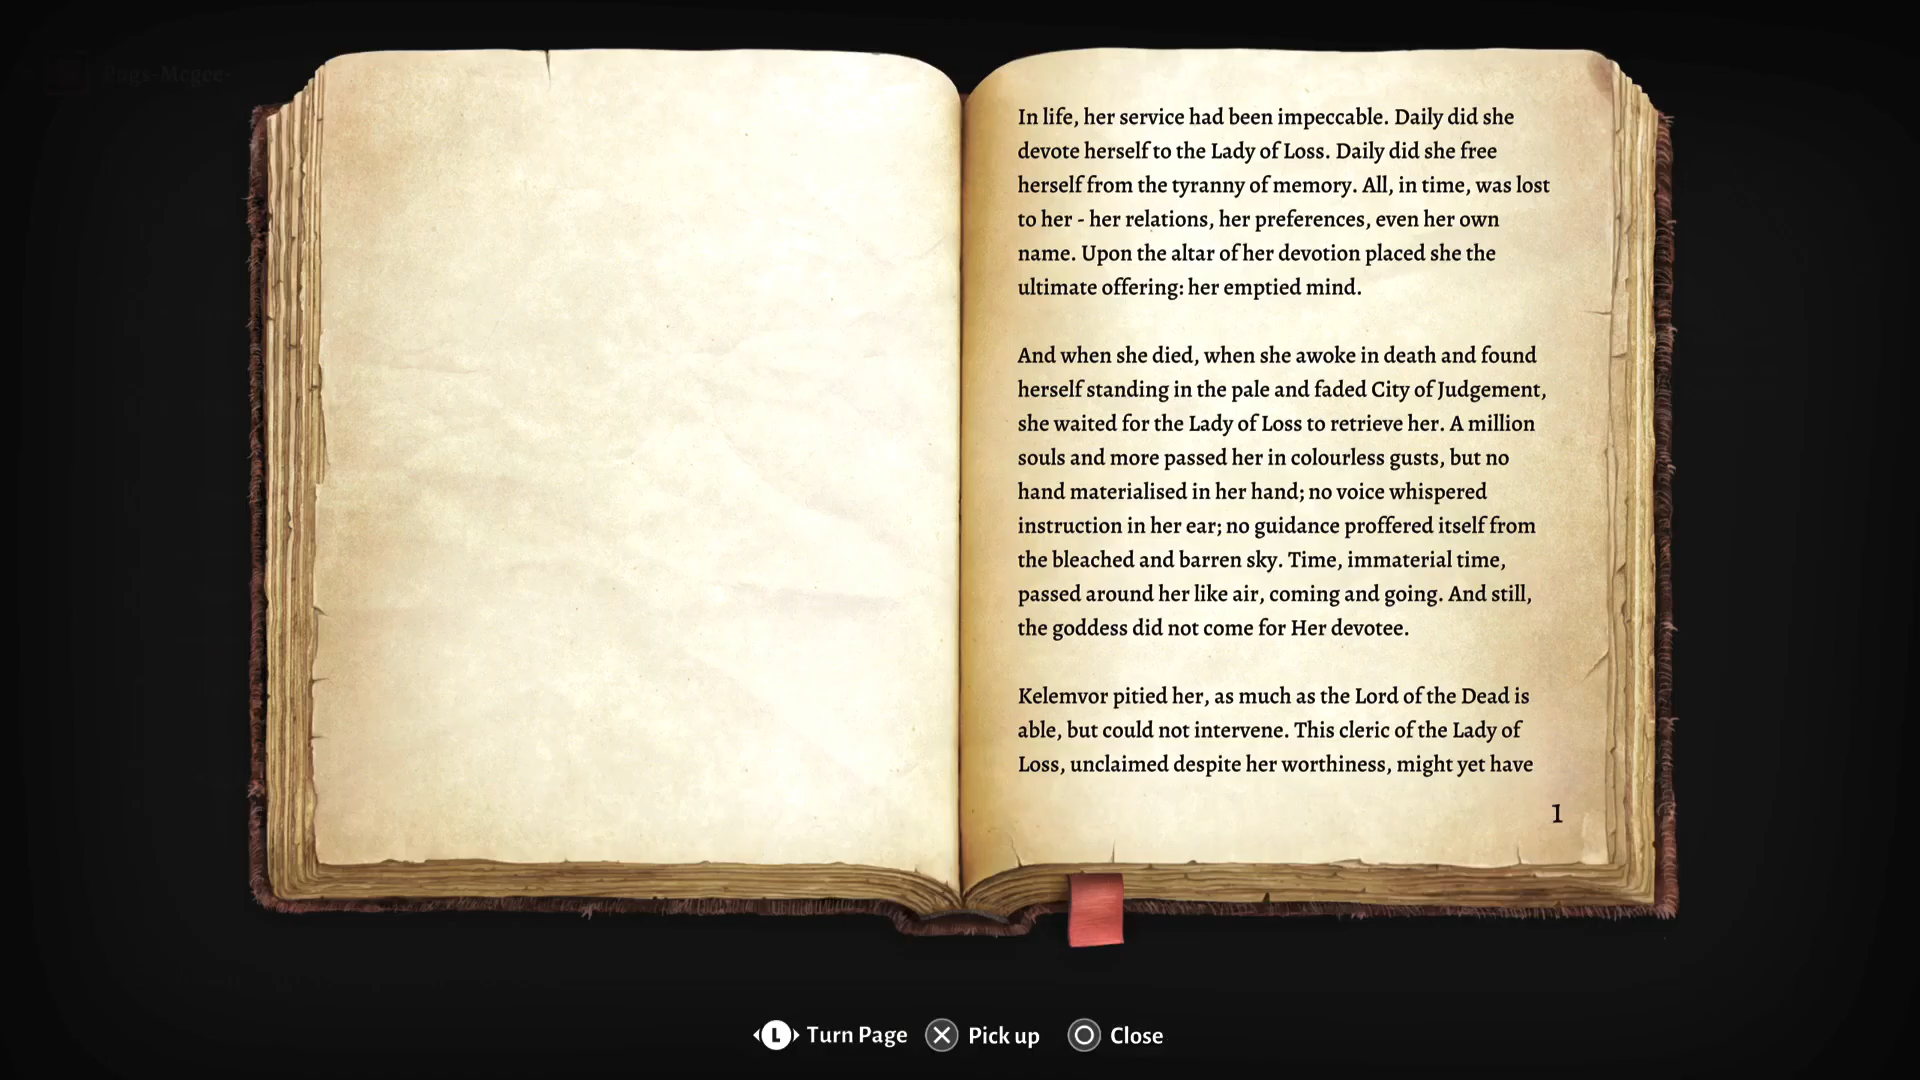 Pugs-Mcgee-
In life, her service had been impeccable. Daily did she
devote herself to the Lady of Loss. Daily did she free
herself from the tyranny of memory. All, in time, was lost
to her - her relations, her preferences, even her own
name. Upon the altar of her devotion placed she the
ultimate offering: her emptied mind.
And when she died, when she awoke in death and found
herself standing in the pale and faded City of Judgement,
she waited for the Lady of Loss to retrieve her. A million
souls and more passed her in colourless gusts, but no
hand materialised in her hand; no voice whispered
instruction in her ear; no guidance proffered itself from
the bleached and barren sky. Time, immaterial time,
passed around her like air, coming and going. And still,
the goddess did not come for Her devotee.
Kelemvor pitied her, as much as the Lord of the Dead is
able, but could not intervene. This cleric of the Lady of
Loss, unclaimed despite her worthiness, might yet have
1
L Turn Page Pick up Close